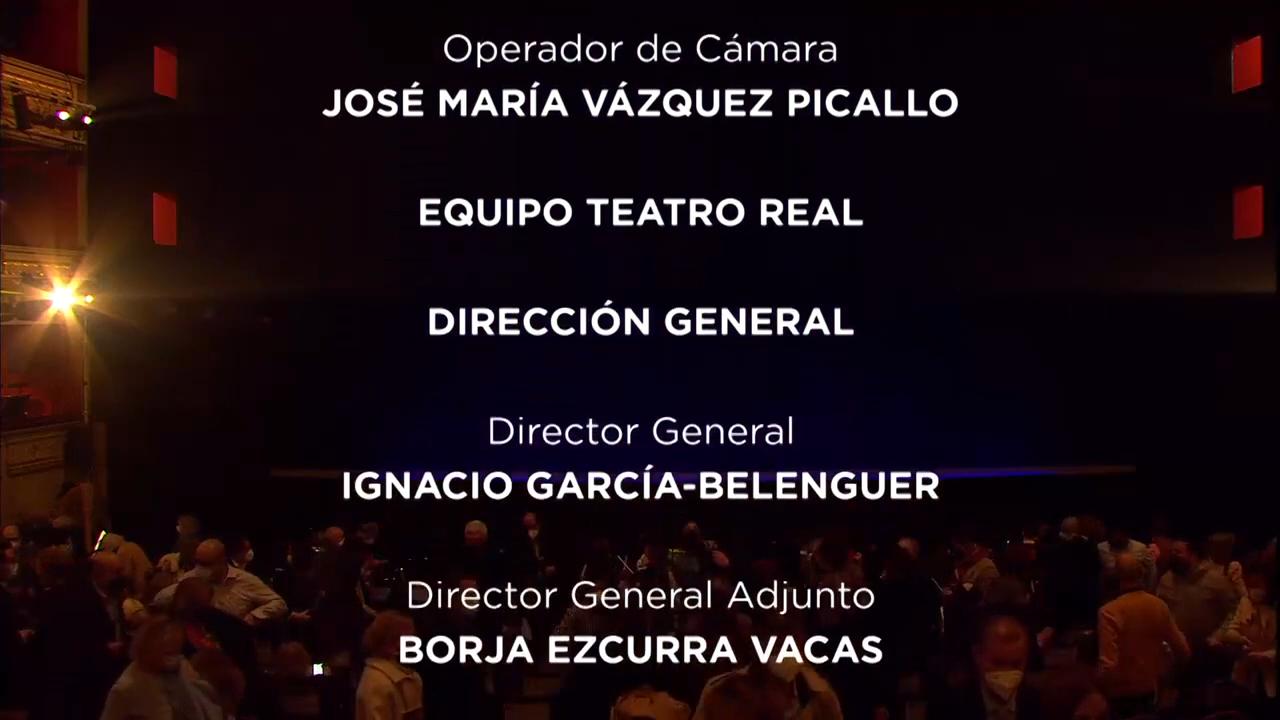 Operador de Cámara
JOSÉ MARÍA VÁZQUEZ PICALLO
EQUIPO TEATRO REAL
DIRECCIÓN GENERAL
Director General
IGNACIO GARCÍA-BELENGUER
Director General Adjunto
BORJA EZCURRA VACAS